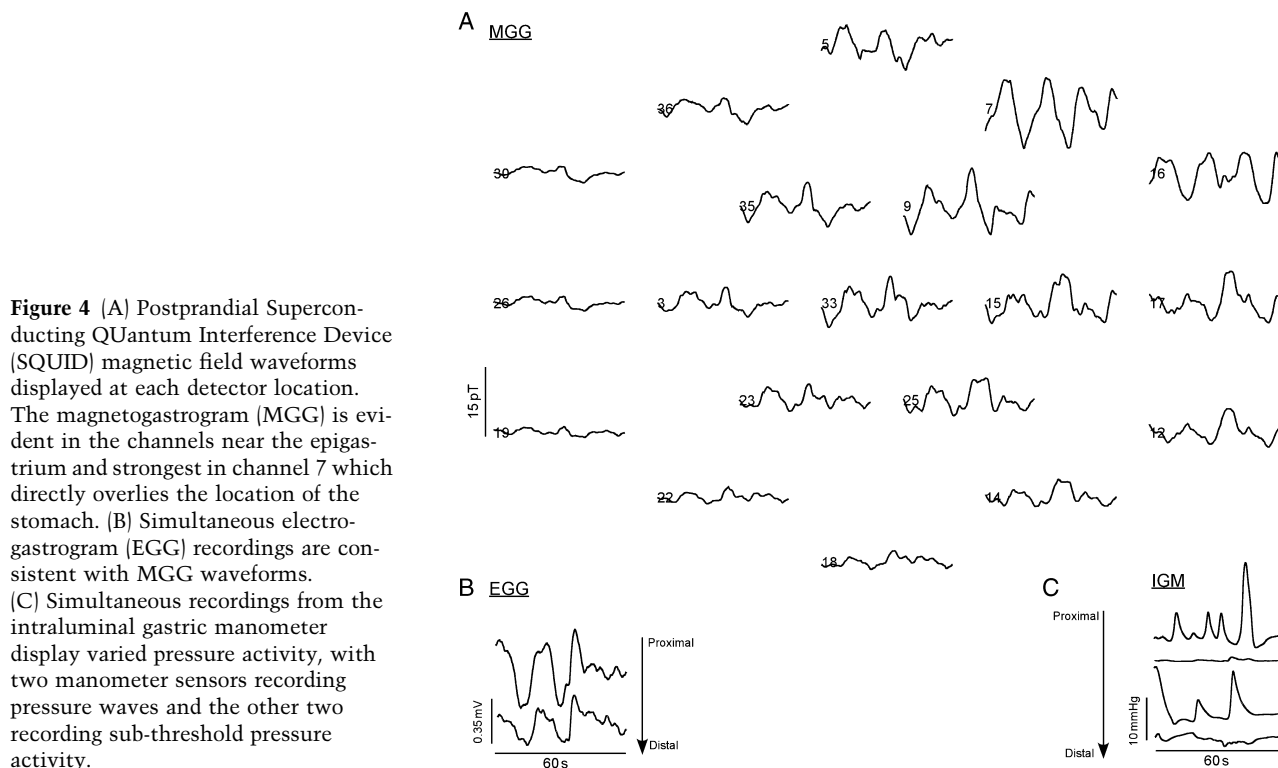 Figure 4 (A) Postprandial Supercon-
ducting QUantum Interference Device
(SQUID) magnetic field waveforms
displayed at each detector location.
The magnetogastrogram (MGG) is evi-
dent in the channels near the epigas-
trium and strongest in channel 7 which
directly overlies the location of the
stomach. (B) Simultaneous electro-
gastrogram (EGG) recordings are con-
sistent with MGG waveforms.
(C) Simultaneous recordings from the
intraluminal gastric manometer
display varied pressure activity, with
two manometer sensors recording
pressure waves and the other two
recording sub-threshold pressure
activity.
A MGG
5
36
7
30
16
35
9
26
3
33
15
17
15 pT
23
25
19
12
22
14
18
B EGG
Proximal
0.35 mV
Distal
60 s
C IGM
Proximal
10 mmHg
Distal
60 s